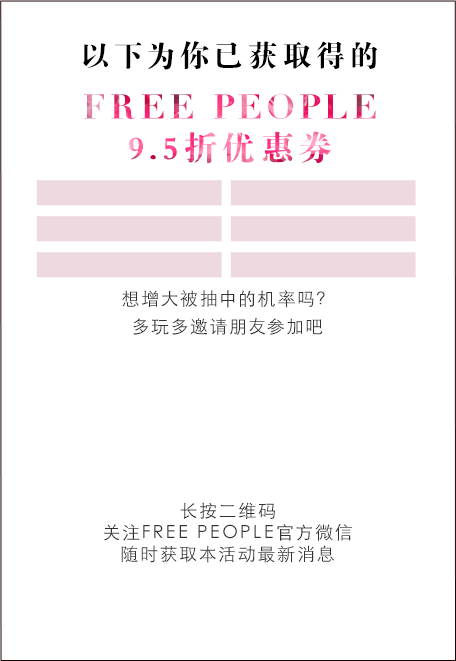 以下为你已获取得的
FREE PEOPLE
9.5折优惠券
想增大被抽中的机率吗?
多玩多邀请朋友参加吧
长按二维码
关注FREE PEOPLE官方微信
随时获取本活动最新消息